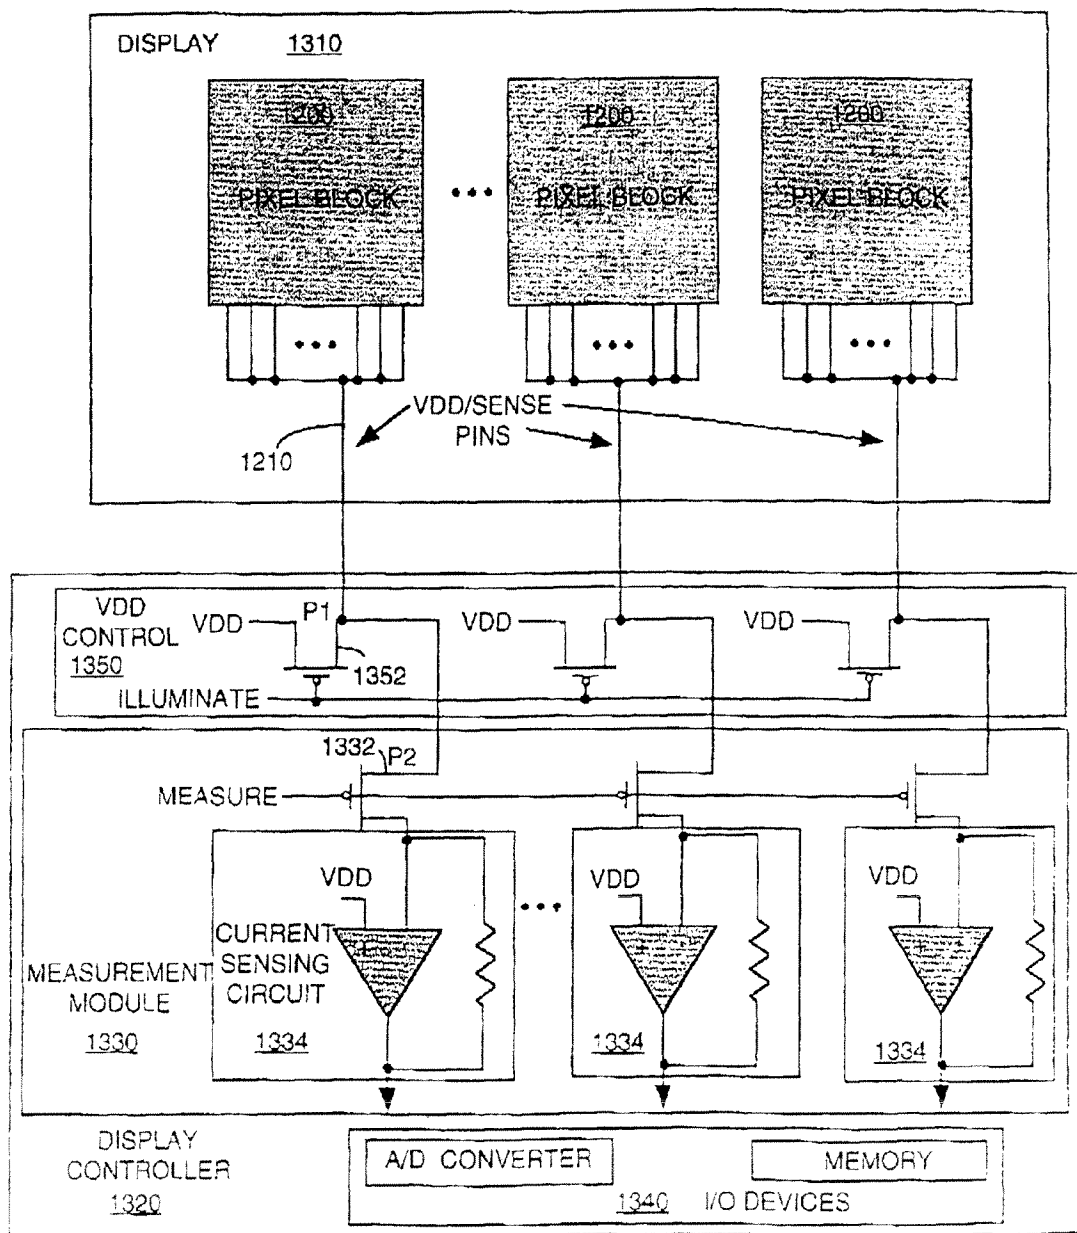 DISPLAY 1310
1200 1200 1200
PIXEL BLOCK ••• PIXEL BLOCK PIXEL BLOCK
••• ••• •••
VDD/SENSE
PINS
1210
VDD
CONTROL
1350
VDD P1 VDD VDD
1352
ILLUMINATE
1332 P2
MEASURE
VDD VDD VDD
•••
CURRENT
SENSING
CIRCUIT
1334 1334 1334
+ + +
MEASUREMENT
MODULE
1330
DISPLAY
CONTROLLER
1320
A/D CONVERTER MEMORY
1340 I/O DEVICES